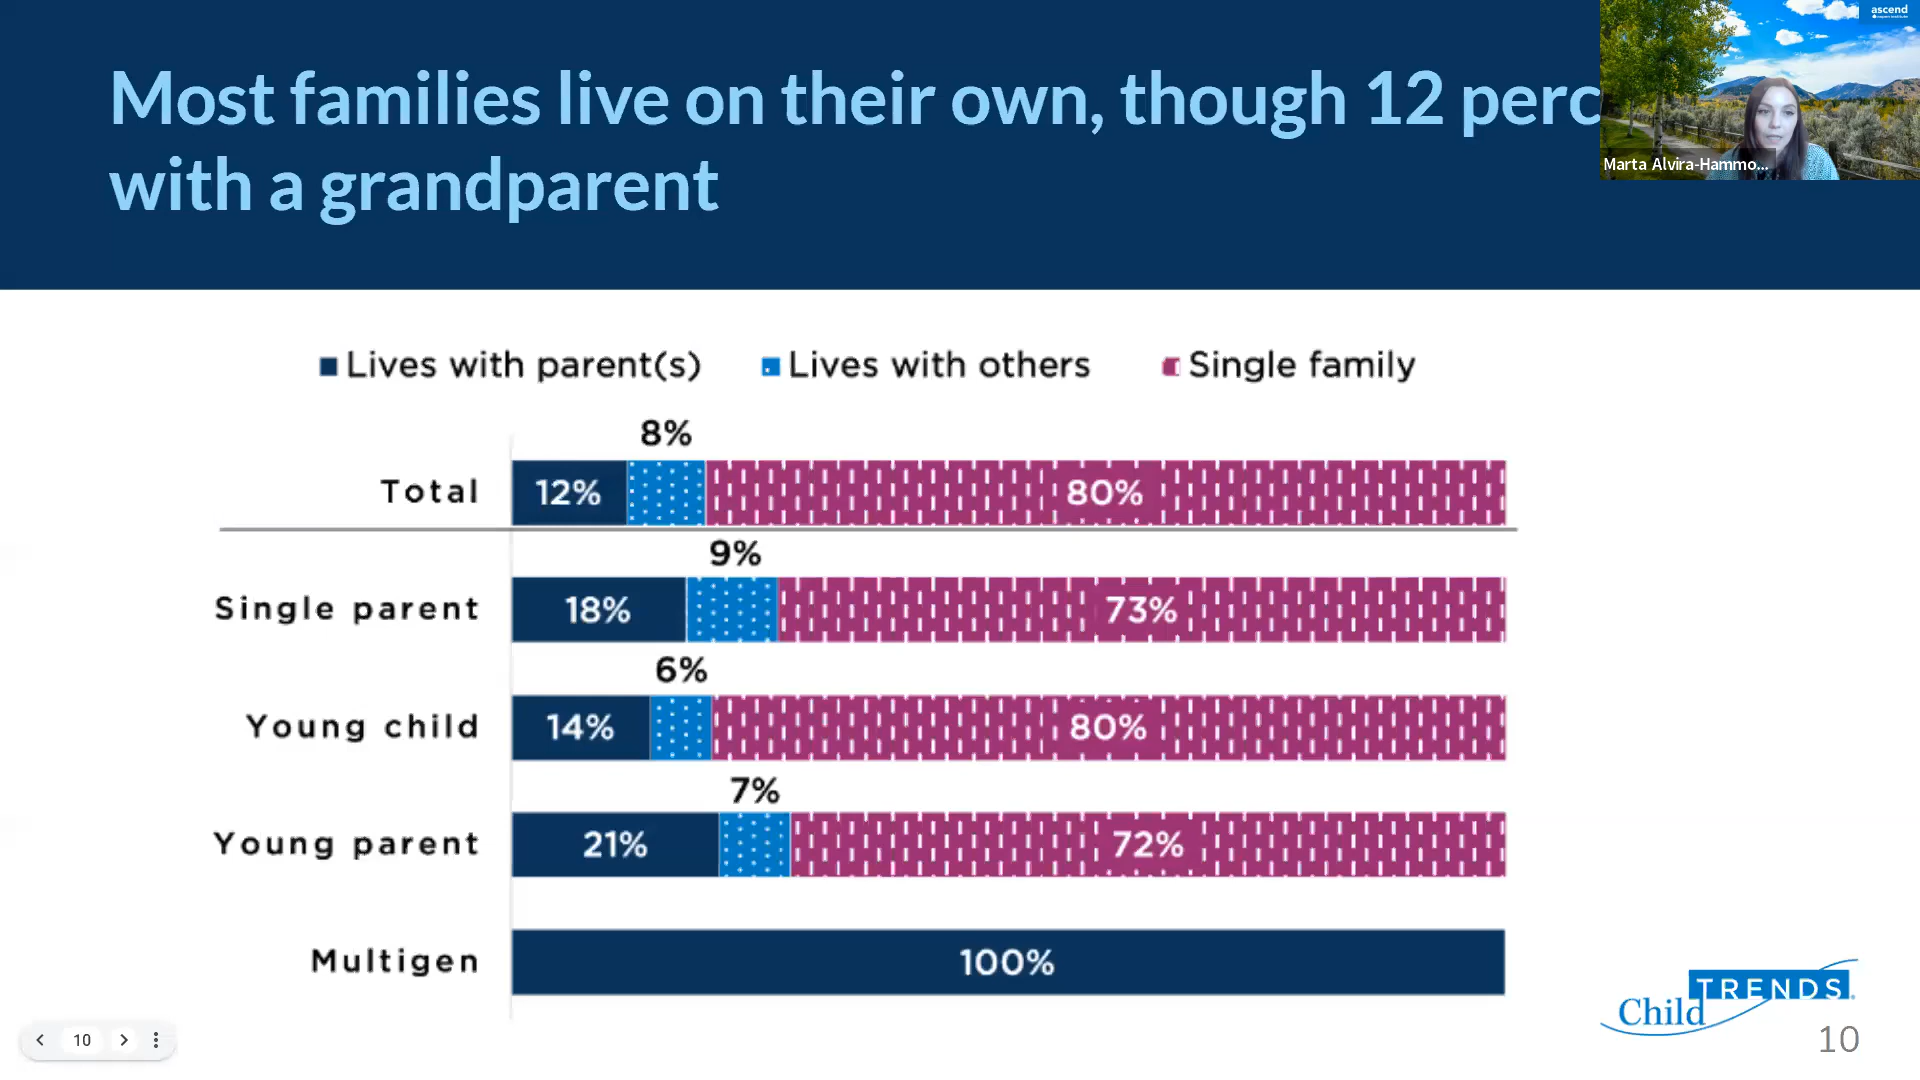 Most families live on their own, though 12 perc
with a grandparent
ascend
Marta Alvira-Hammo...
Lives with parent(s) Lives with others Single family
8%
Total 12% 80%
9%
Single parent 18% 73%
6%
Young child 14% 80%
7%
Young parent 21% 72%
Multigen 100%
Child TRENDS
10
10